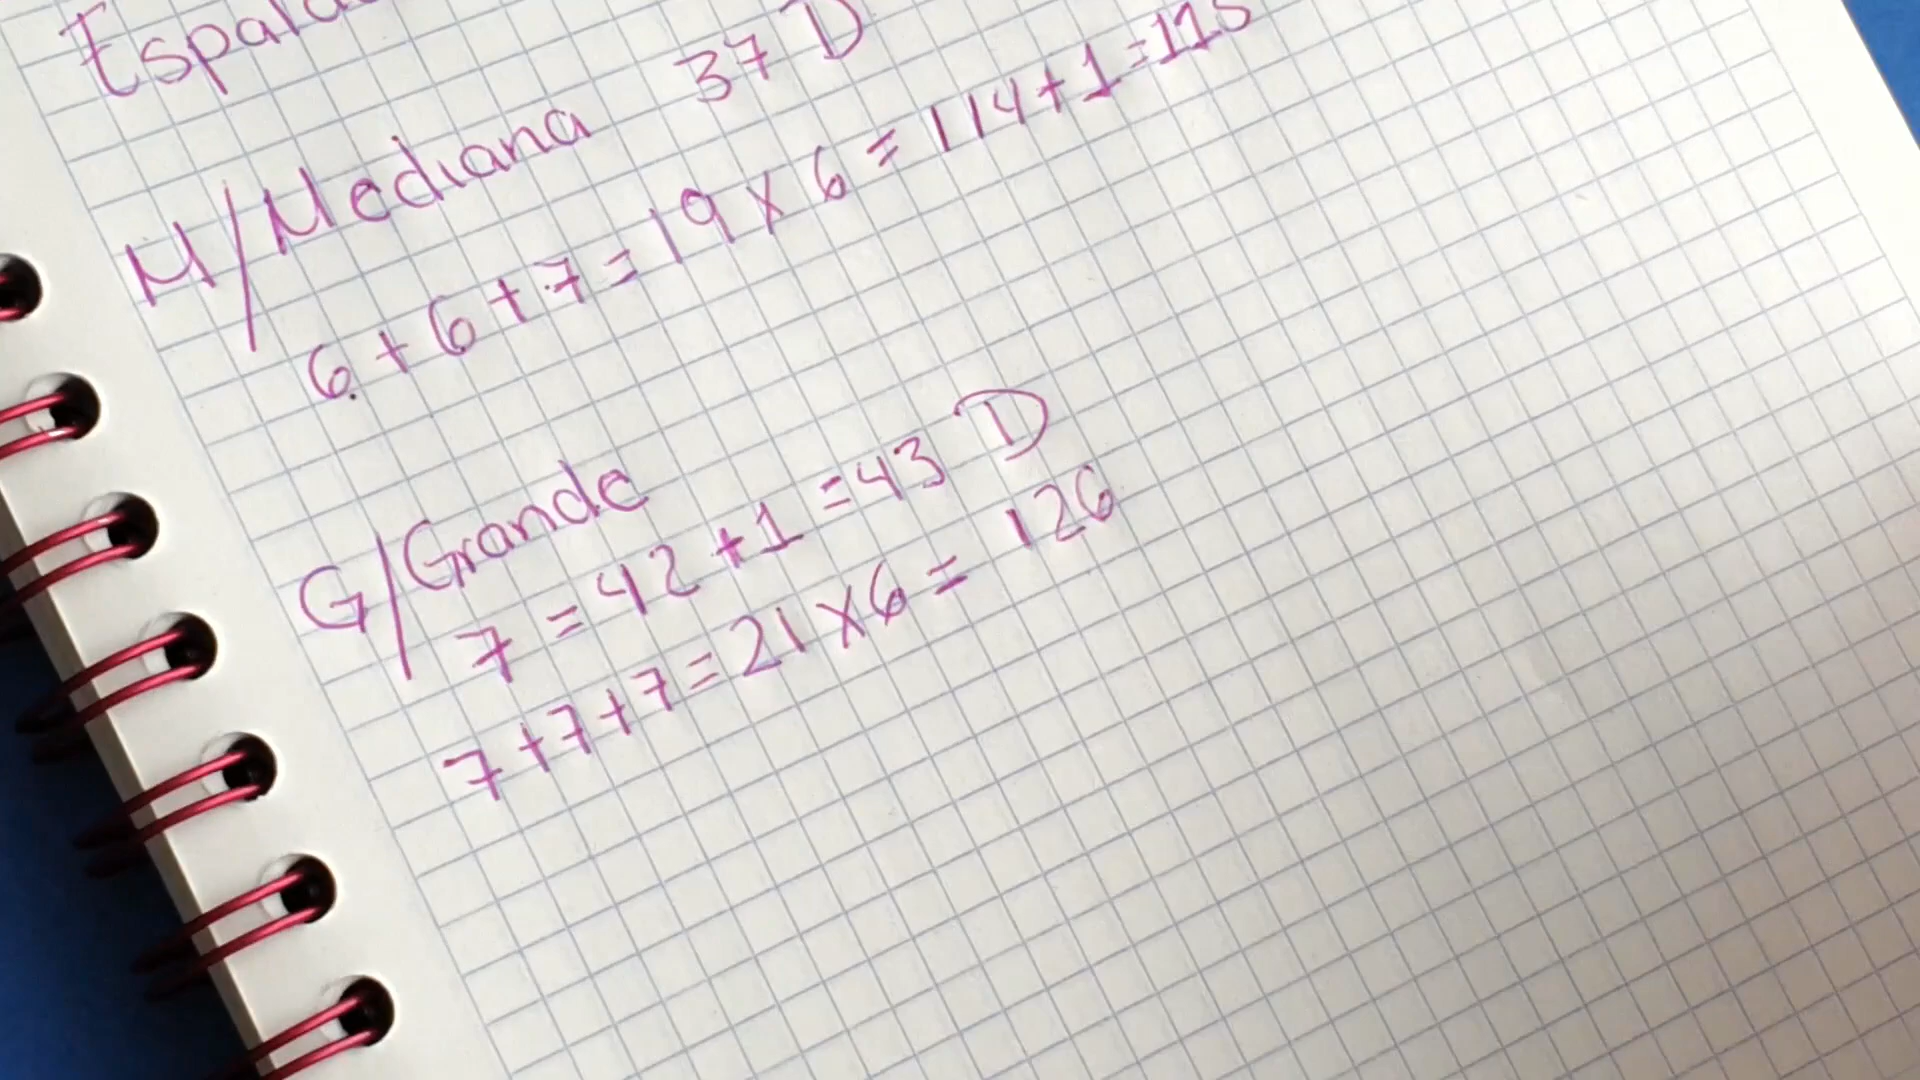 M/Mediana 37 D
6+6+7=19x6=114+1=115
G/Grande
7=42+1=43 D
7+7+7=21x6=126